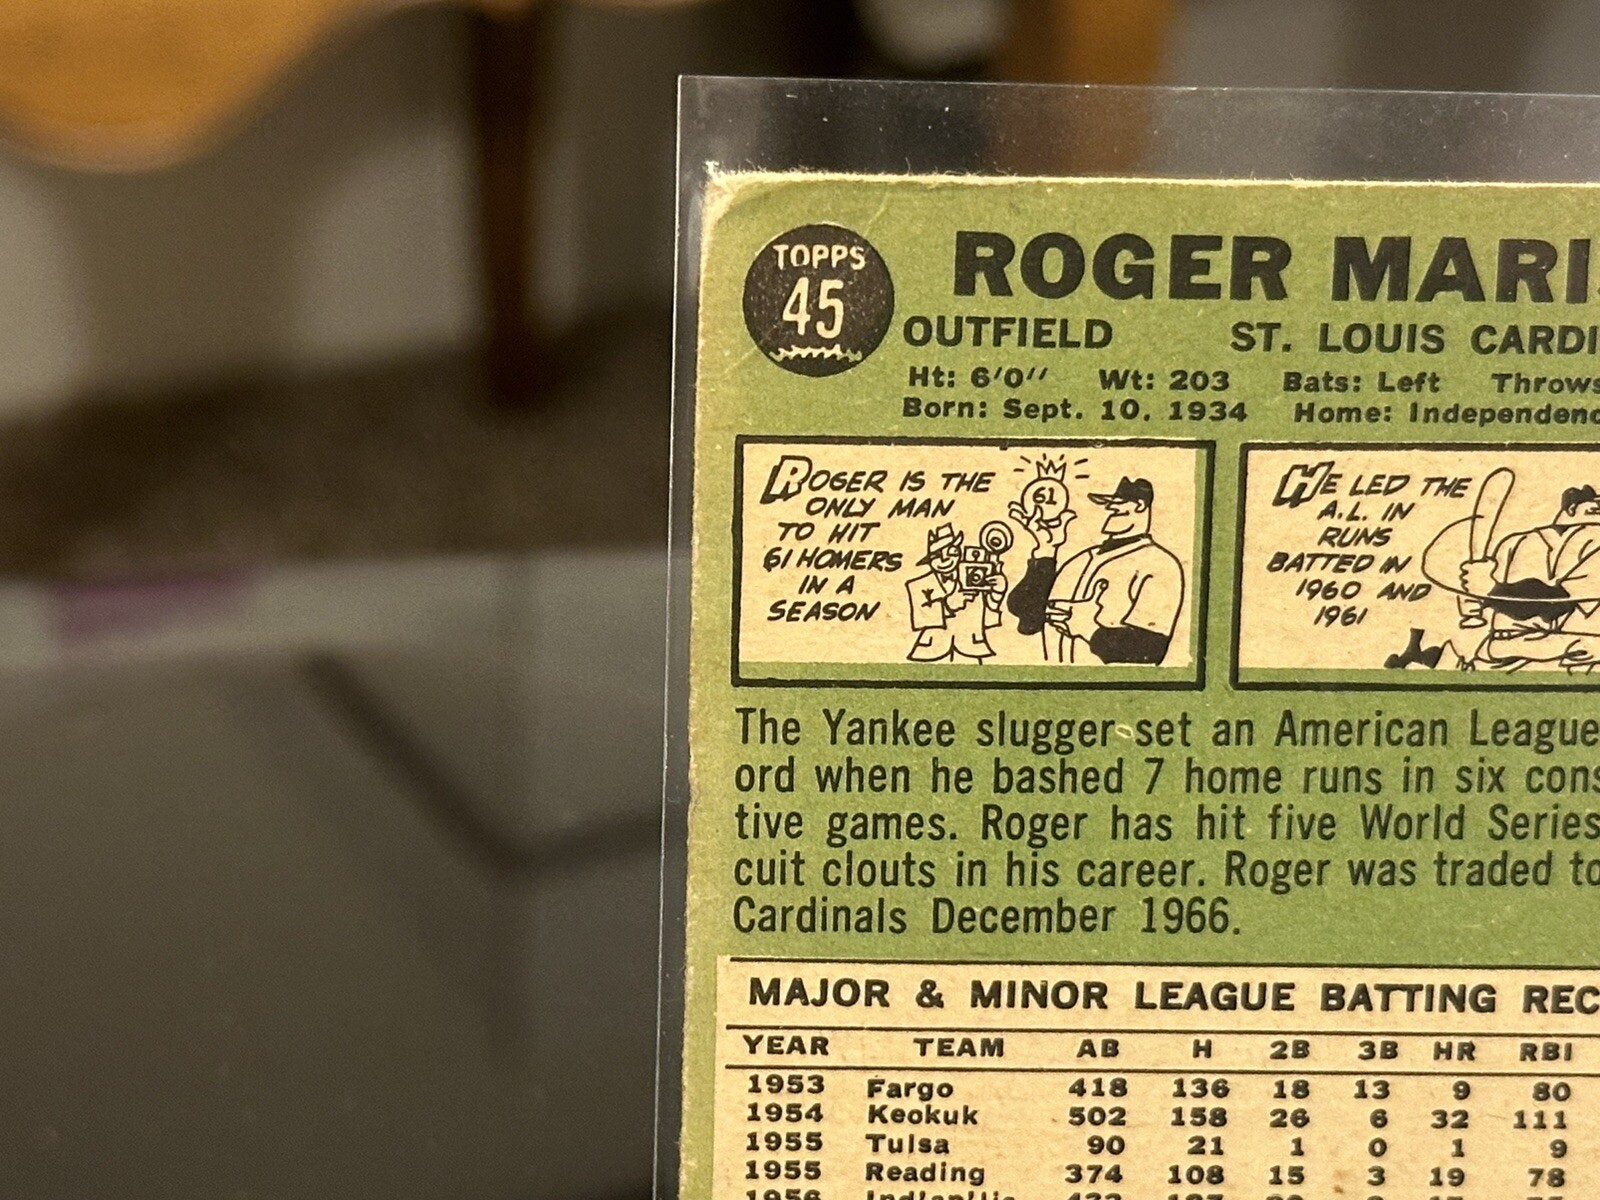 TOPPS
45
ROGER MARIS
OUTFIELD ST. LOUIS CARDI
Ht: 6'0" Wt: 203 Bats: Left Throws
Born: Sept. 10, 1934 Home: Independenc
ROGER IS THE
ONLY MAN
TO HIT
61 HOMERS
IN A
SEASON
61
HE LED THE
A.L. IN
RUNS
BATTED IN
1960 AND
1961
The Yankee slugger set an American League
ord when he bashed 7 home runs in six cons
tive games. Roger has hit five World Series
cuit clouts in his career. Roger was traded to
Cardinals December 1966.
MAJOR & MINOR LEAGUE BATTING REC
YEAR TEAM AB H 2B 3B HR RBI
1953 Fargo 418 136 18 13 9 80
1954 Keokuk 502 158 26 6 32 111
1955 Tulsa 90 21 1 0 1 9
1955 Reading 374 108 15 3 19 78
1956